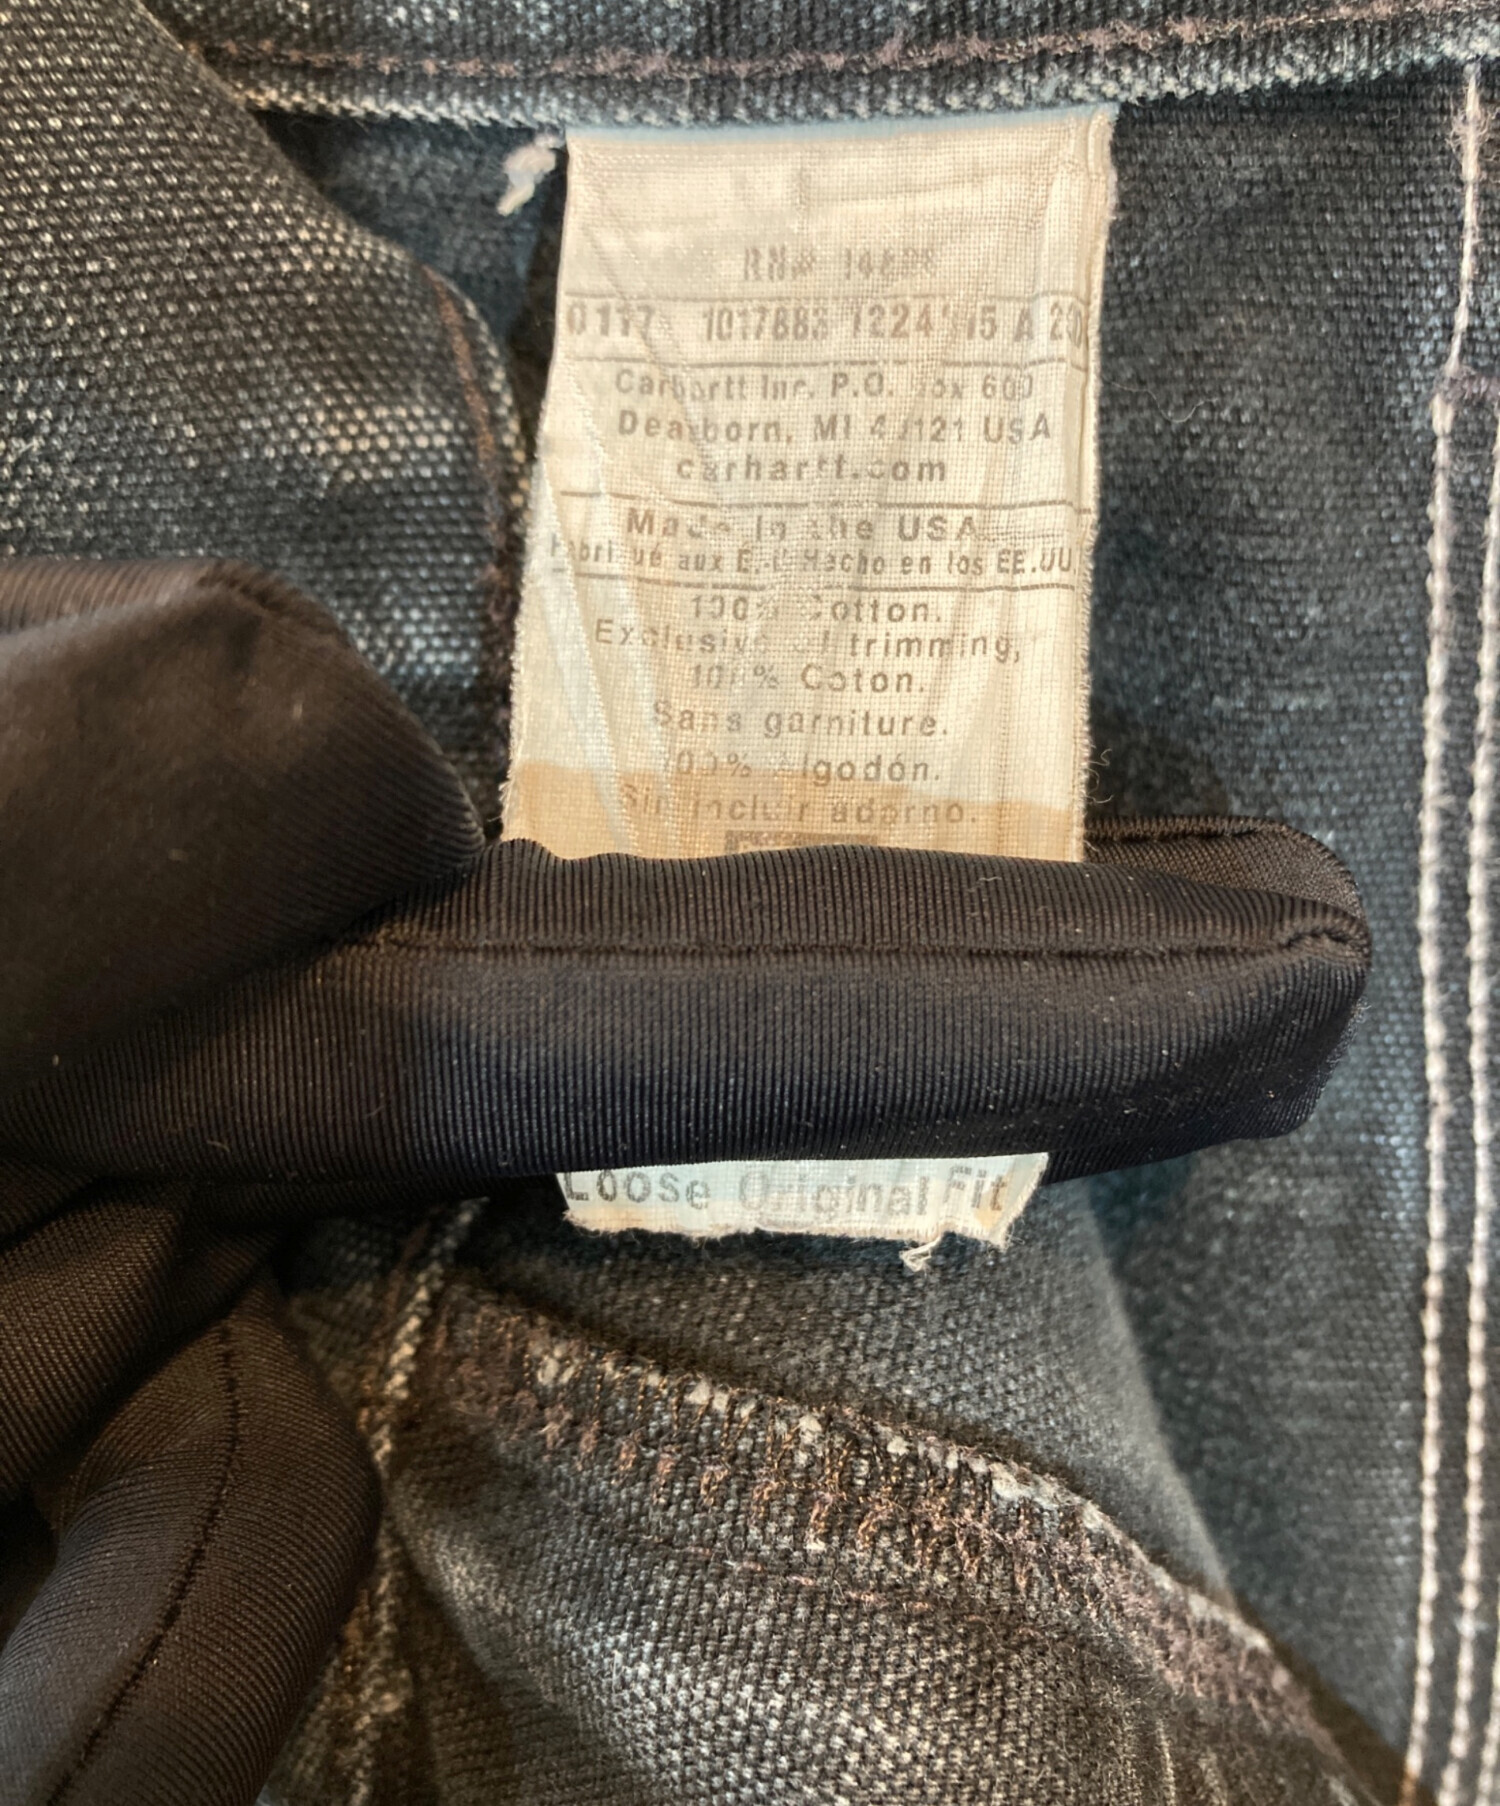 RN# 14806
0117 1017883 1224 15 A
Carhartt Inc. P.O. Box 600
Dearborn, MI 48121 USA
carhartt.com
Made in the USA
Fabriqué aux É.-U. Hecho en los EE.UU.
100% Cotton.
Exclusive of trimming,
100% Coton.
Sans garniture.
100% Algodón.
Sin incluir adorno.
Loose Original Fit